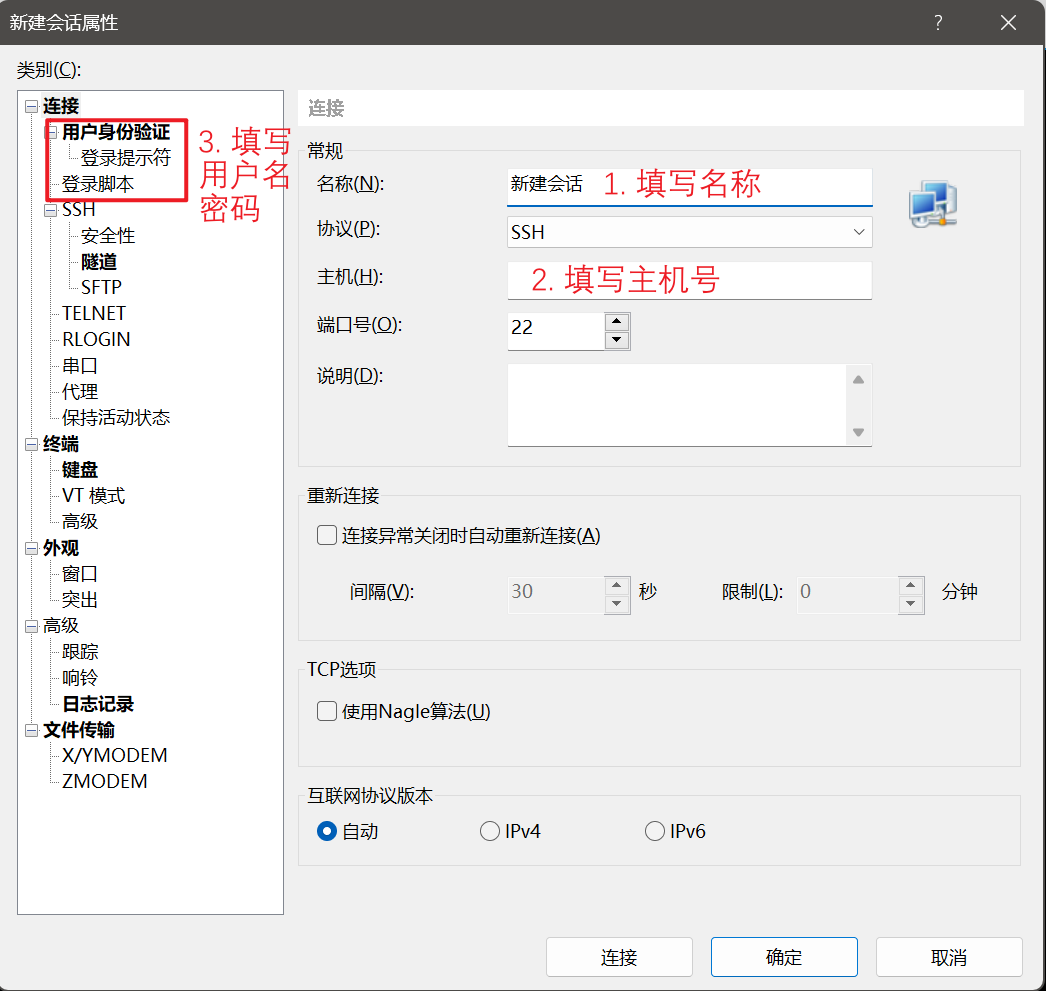 新建会话属性
?
类别(C):
连接
用户身份验证
登录提示符
登录脚本
SSH
安全性
隧道
SFTP
TELNET
RLOGIN
串口
代理
保持活动状态
终端
键盘
VT 模式
高级
外观
窗口
突出
高级
跟踪
响铃
日志记录
文件传输
X/YMODEM
ZMODEM
3. 填写
用户名
密码
连接
常规
名称(N):
新建会话
1. 填写名称
协议(P):
SSH
主机(H):
2. 填写主机号
端口号(O):
22
说明(D):
重新连接
连接异常关闭时自动重新连接(A)
间隔(V):
30
秒
限制(L):
0
分钟
TCP选项
使用Nagle算法(U)
互联网协议版本
自动
IPv4
IPv6
连接
确定
取消